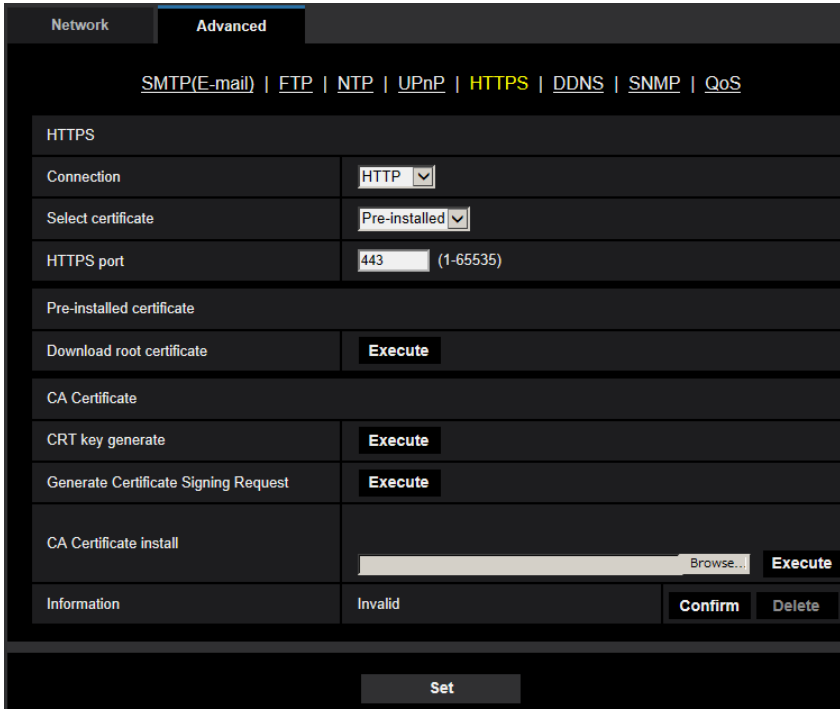 Network Advanced
SMTP(E-mail) | FTP | NTP | UPnP | HTTPS | DDNS | SNMP | QoS
HTTPS
Connection HTTP
Select certificate Pre-installed
HTTPS port 443 (1-65535)
Pre-installed certificate
Download root certificate Execute
CA Certificate
CRT key generate Execute
Generate Certificate Signing Request Execute
CA Certificate install Browse... Execute
Information Invalid Confirm Delete
Set